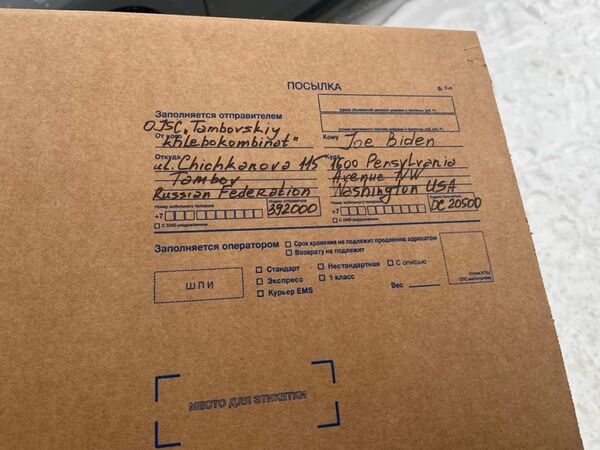 ПОСЫЛКА
ф. 7-п
Заполняется отправителем
OJSC „Tambovskiy
От кого khlebokombinat"
Откуда
ul. Chichkanova 115
Tambov
Russian Federation
Номер мобильного телефона
Индекс отправителя
+7
392000
С SMS-уведомлением
Кому Joe Biden
Куда
1600 Pensylvania
Avenue NW
Washington USA
Номер мобильного телефона
+7
DC 20500
С SMS-уведомлением
Заполняется оператором
Срок хранения не подлежит продлению адресатом
Возврату не подлежит
ШПИ
Стандарт
Нестандартная
С описью
Экспресс
1 класс
Курьер EMS
Вес
МЕСТО ДЛЯ ЭТИКЕТКИ